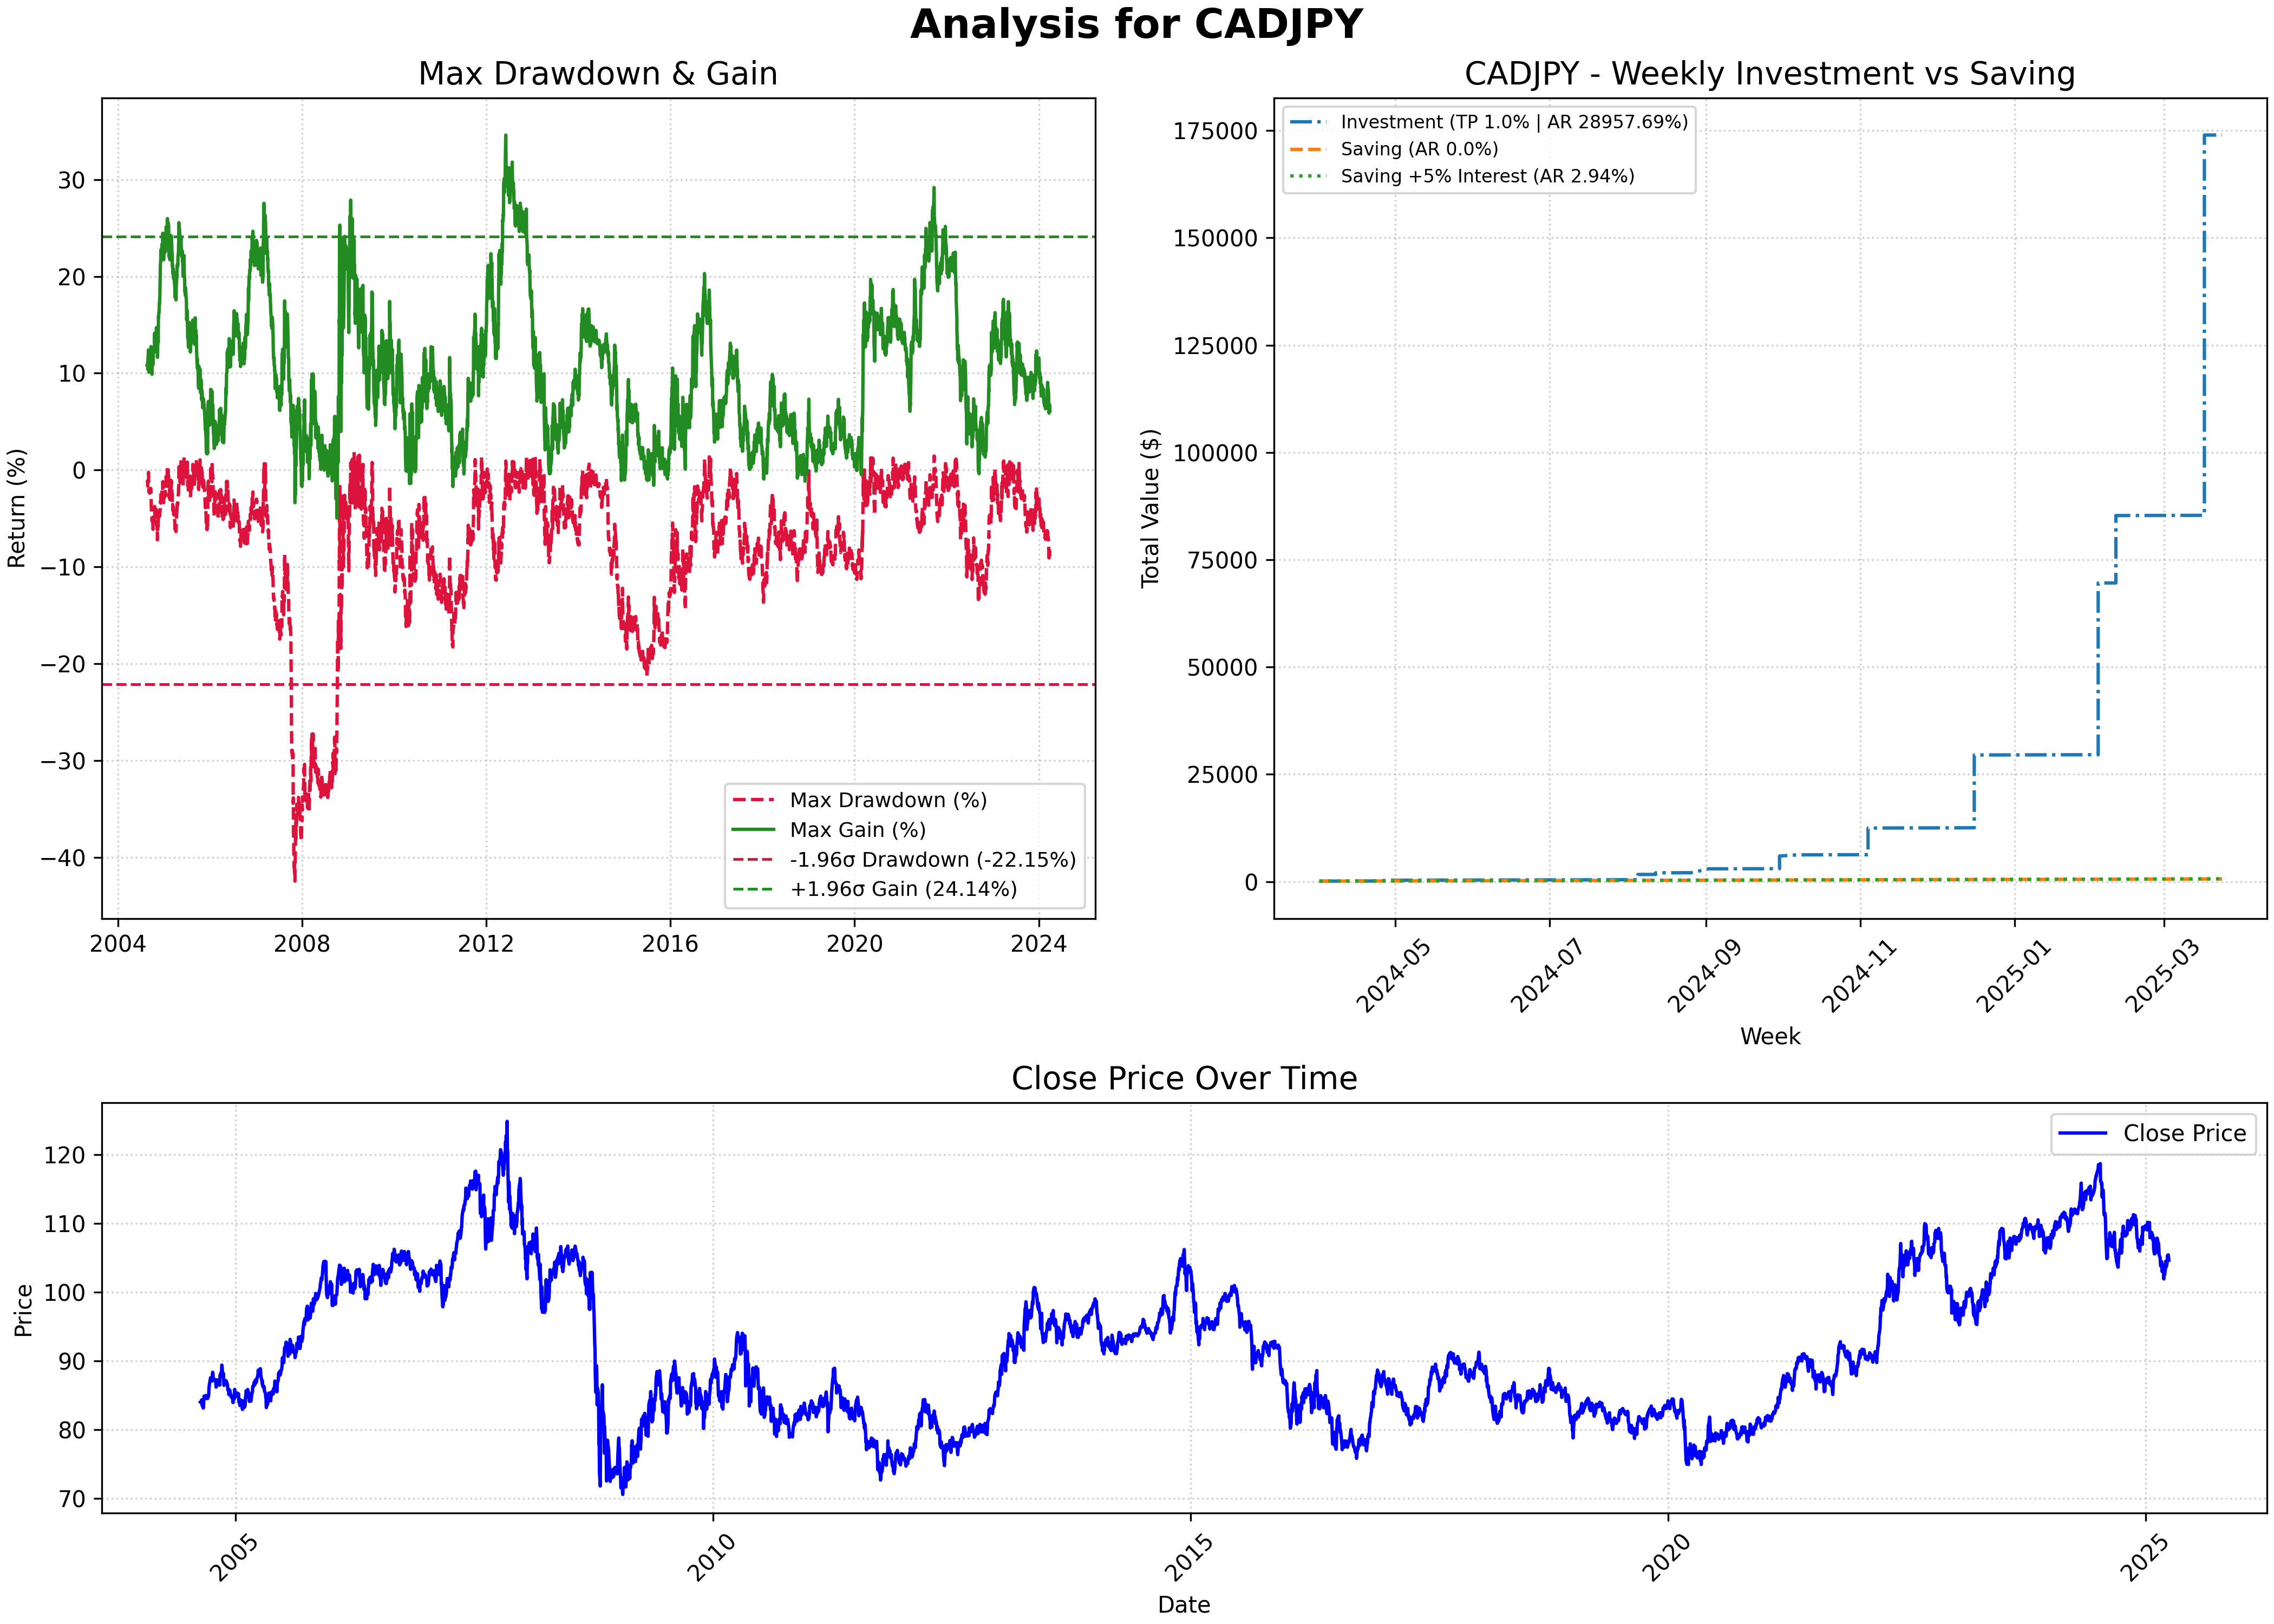 Analysis for CADJPY
Max Drawdown & Gain
Return (%)
30
20
10
0
−10
−20
−30
−40
2004
2008
2012
2016
2020
2024
Max Drawdown (%)
Max Gain (%)
-1.96σ Drawdown (-22.15%)
+1.96σ Gain (24.14%)
CADJPY - Weekly Investment vs Saving
Total Value ($)
175000
150000
125000
100000
75000
50000
25000
0
Investment (TP 1.0% | AR 28957.69%)
Saving (AR 0.0%)
Saving +5% Interest (AR 2.94%)
2024-05
2024-07
2024-09
2024-11
2025-01
2025-03
Week
Close Price Over Time
Price
120
110
100
90
80
70
Close Price
2005
2010
2015
2020
2025
Date